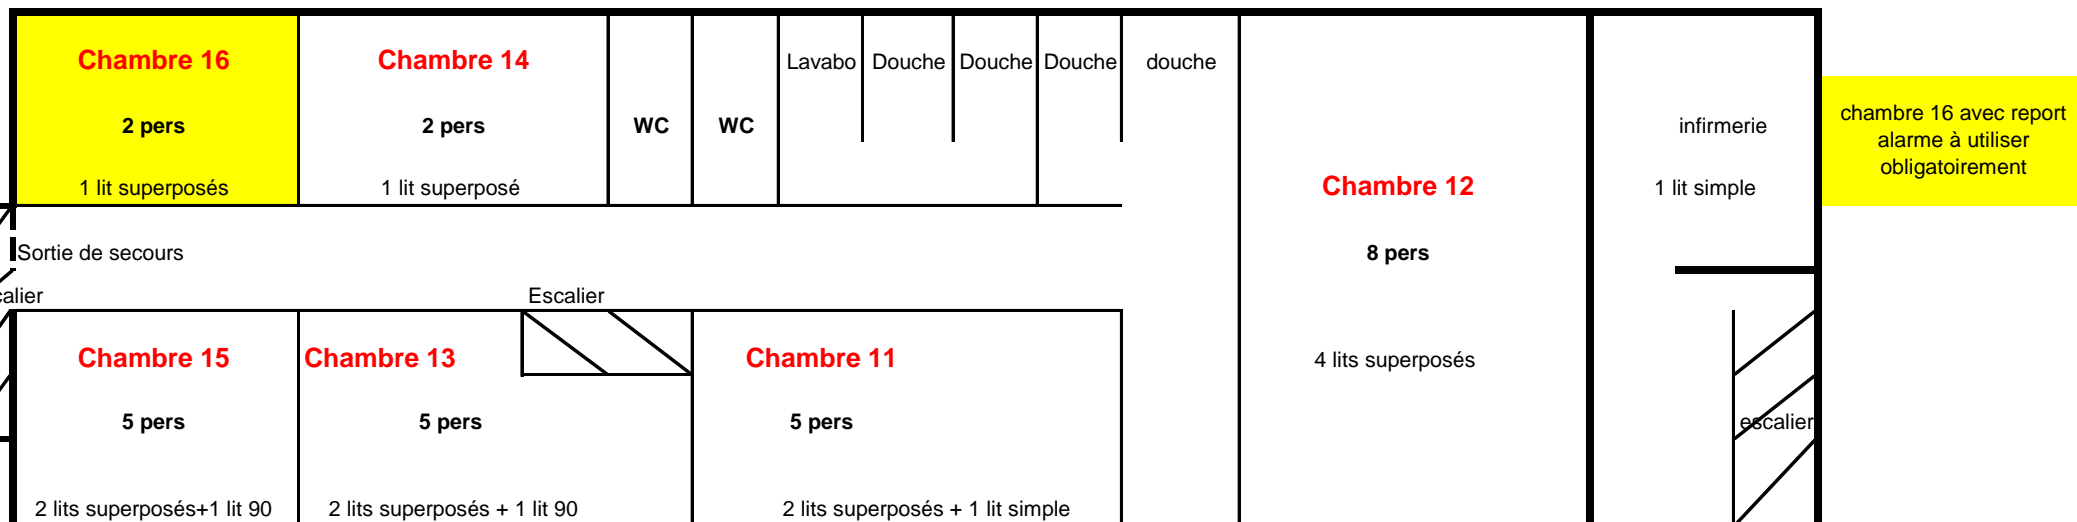 Chambre 16
2 pers
1 lit superposés
Chambre 14
2 pers
1 lit superposé
WC
WC
Lavabo
Douche
Douche
Douche
douche
Chambre 12
8 pers
4 lits superposés
infirmerie
1 lit simple
chambre 16 avec report
alarme à utiliser
obligatoirement
Sortie de secours
Escalier
Chambre 15
5 pers
2 lits superposés+1 lit 90
Chambre 13
5 pers
2 lits superposés + 1 lit 90
Chambre 11
5 pers
2 lits superposés + 1 lit simple
escalier